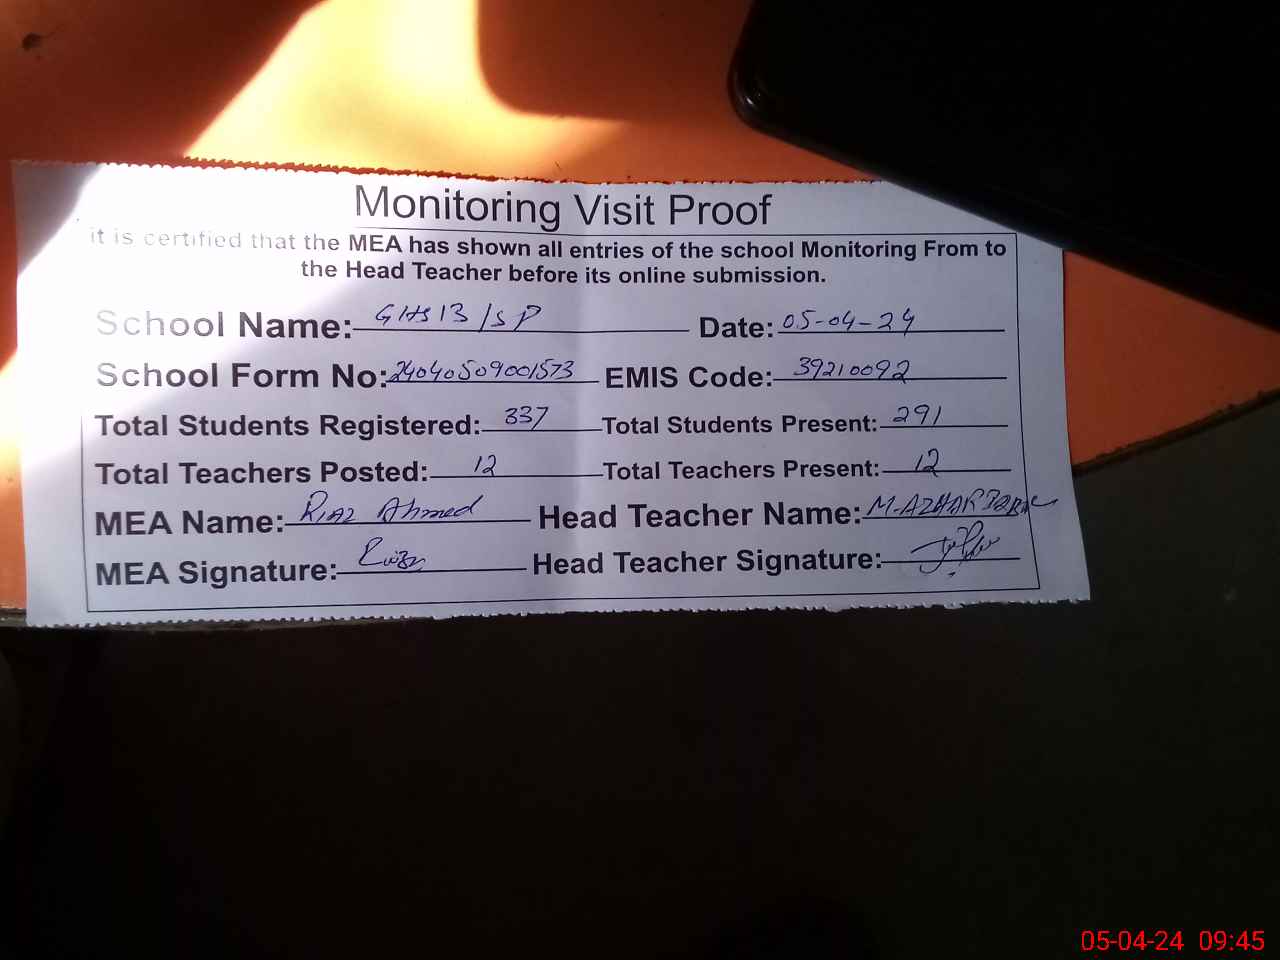 Monitoring Visit Proof
it is certified that the MEA has shown all entries of the school Monitoring From to
the Head Teacher before its online submission.
School Name: GHS 13/SP Date: 05-04-24
School Form No: 24040509001573 EMIS Code: 39210092
Total Students Registered: 337 Total Students Present: 291
Total Teachers Posted: 12 Total Teachers Present: 12
MEA Name: Riaz Ahmed Head Teacher Name: M. AZHAR
MEA Signature: Head Teacher Signature:
05-04-24 09:45